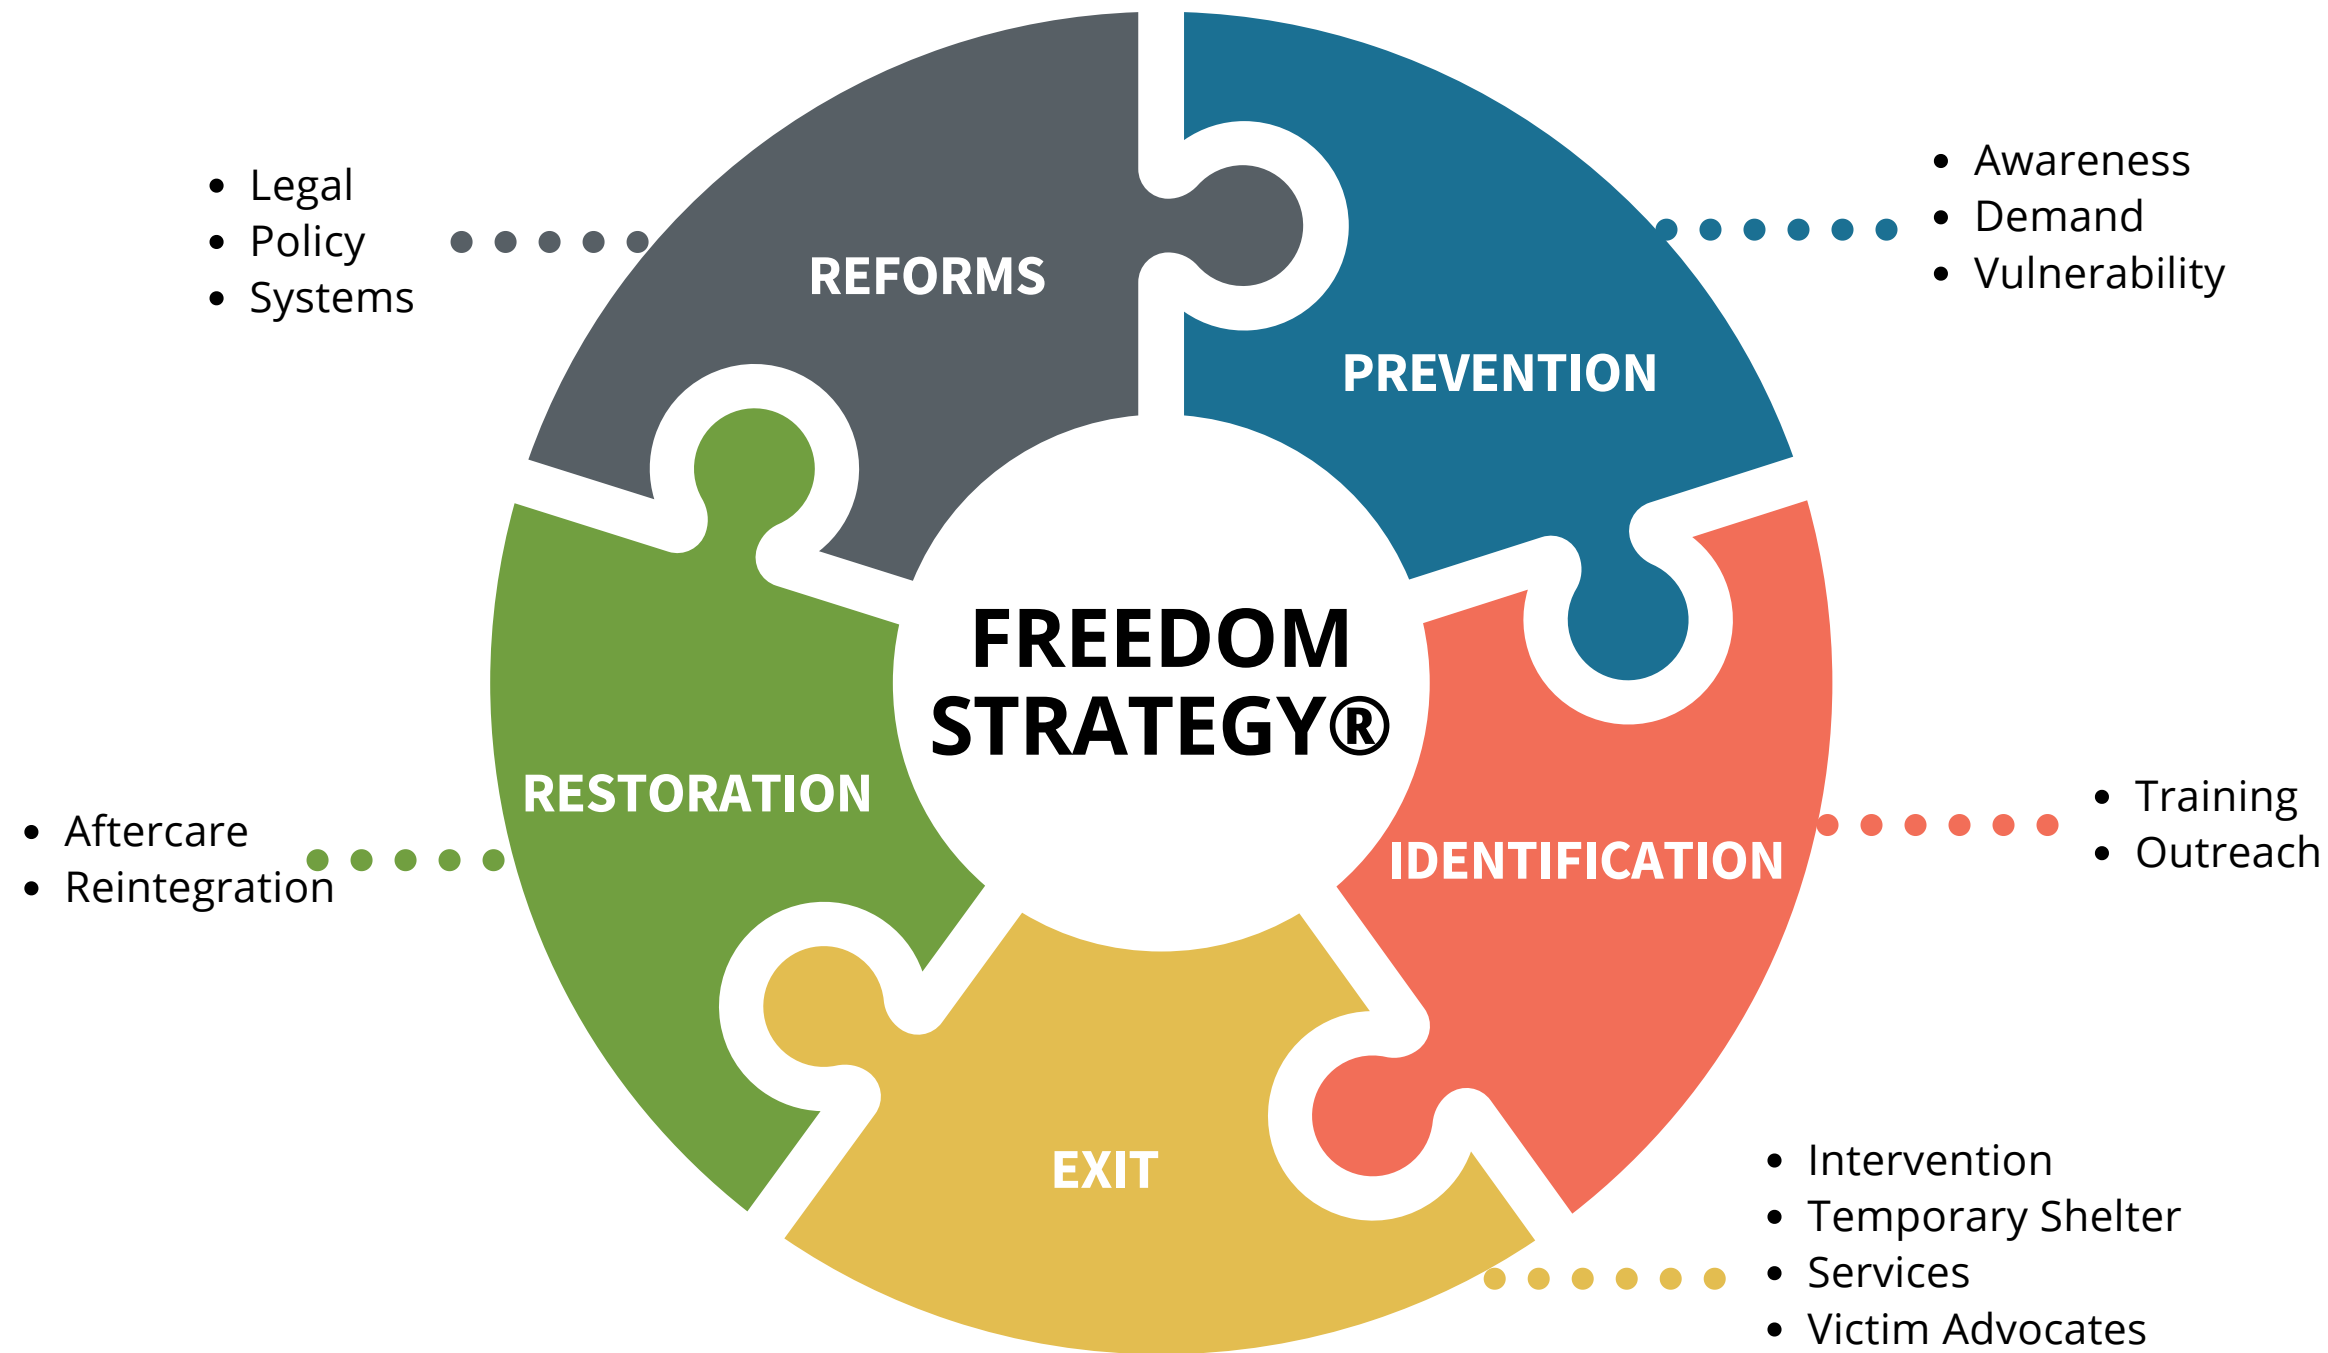 FREEDOM
STRATEGY®
PREVENTION
• Awareness
• Demand
• Vulnerability
IDENTIFICATION
• Training
• Outreach
EXIT
• Intervention
• Temporary Shelter
• Services
• Victim Advocates
RESTORATION
• Aftercare
• Reintegration
REFORMS
• Legal
• Policy
• Systems